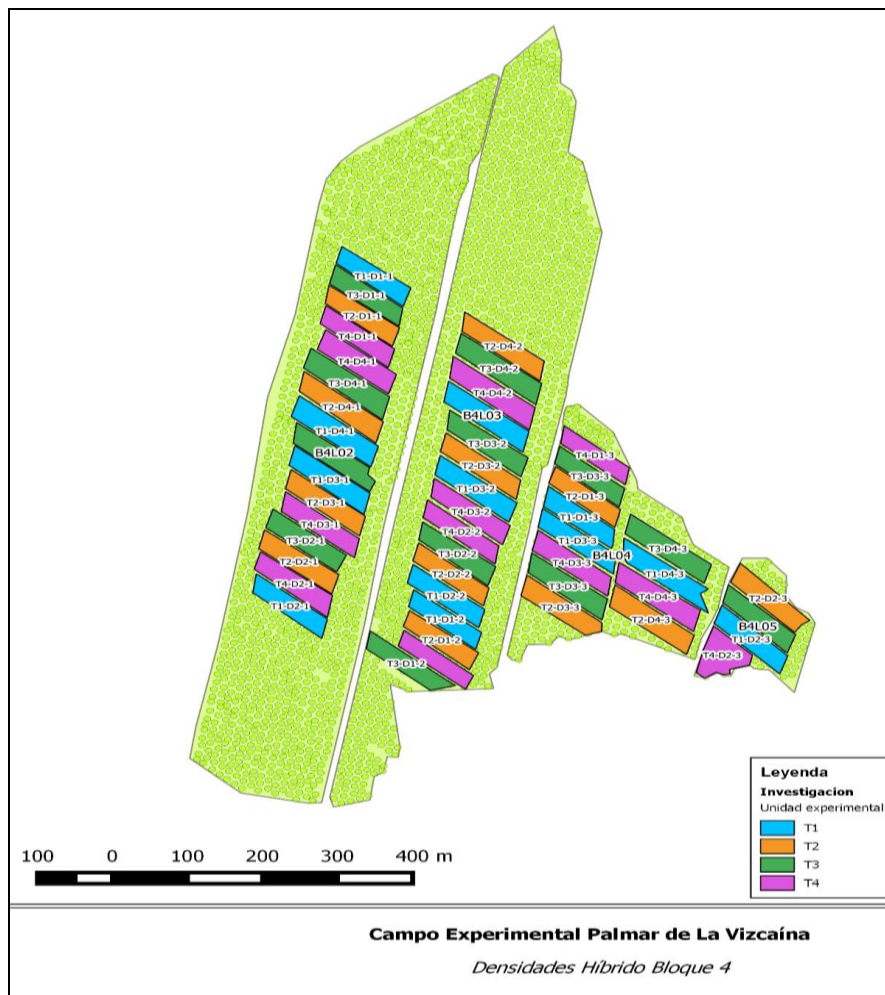 T1-D1-1
T3-D1-1
T2-D1-1
T4-D1-1
T4-D4-1
T3-D4-1
T2-D4-1
T1-D4-1
B4L02
T1-D3-1
T2-D3-1
T4-D3-1
T3-D2-1
T2-D2-1
T4-D2-1
T1-D2-1
T2-D4-2
T3-D4-2
T4-D4-2
B4L03
T3-D3-2
T2-D3-2
T1-D3-2
T4-D3-2
T4-D2-2
T3-D2-2
T2-D2-2
T1-D2-2
T1-D1-2
T2-D1-2
T3-D1-2
T4-D1-3
T3-D3-3
T2-D1-3
T1-D1-3
T1-D3-3
B4L04
T4-D3-3
T3-D3-3
T2-D3-3
T3-D4-3
T1-D4-3
T4-D4-3
T2-D4-3
T2-D2-3
B4L05
T1-D2-3
T4-D2-3
Leyenda
Investigacion
Unidad experimental
T1
T2
T3
T4
100 0 100 200 300 400 m
Campo Experimental Palmar de La Vizcaína
Densidades Híbrido Bloque 4